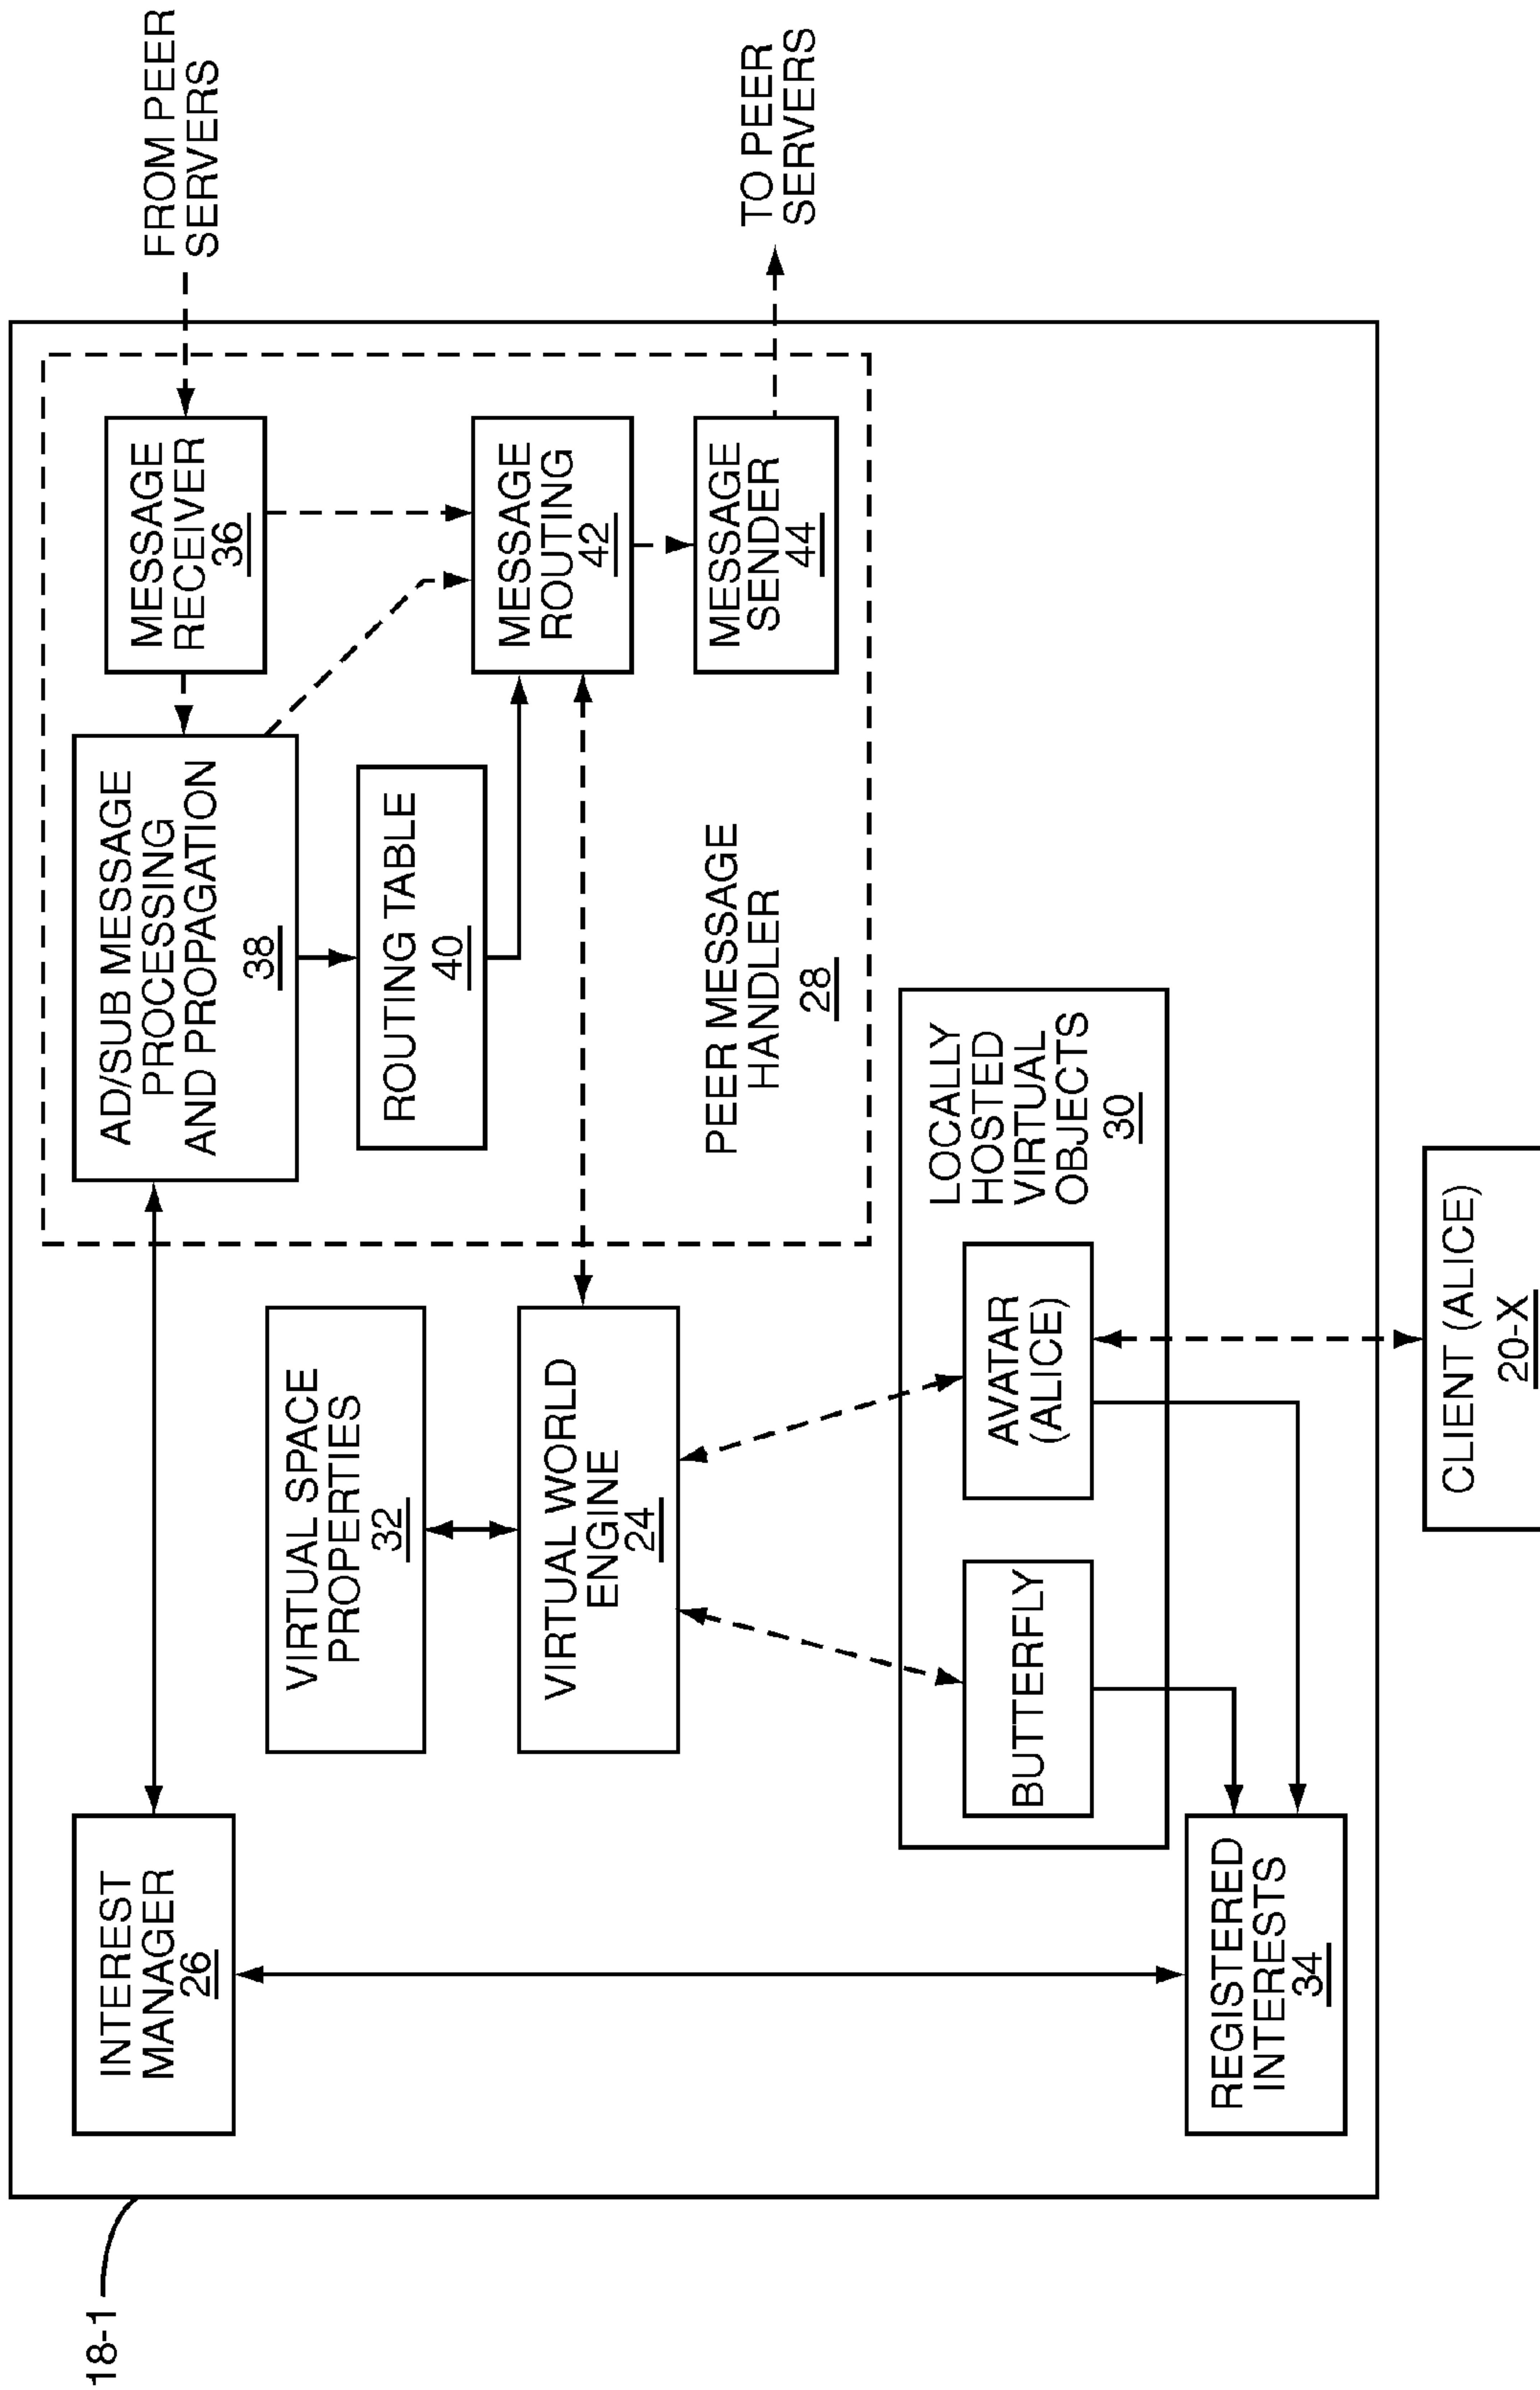 18-1
INTEREST
MANAGER
26
VIRTUAL SPACE
PROPERTIES
32
VIRTUAL WORLD
ENGINE
24
AD/SUB MESSAGE
PROCESSING
AND PROPAGATION
38
ROUTING TABLE
40
MESSAGE
RECEIVER
36
MESSAGE
ROUTING
42
MESSAGE
SENDER
44
PEER MESSAGE
HANDLER
28
FROM PEER
SERVERS
TO PEER
SERVERS
BUTTERFLY
AVATAR
(ALICE)
LOCALLY
HOSTED
VIRTUAL
OBJECTS
30
REGISTERED
INTERESTS
34
CLIENT (ALICE)
20-X